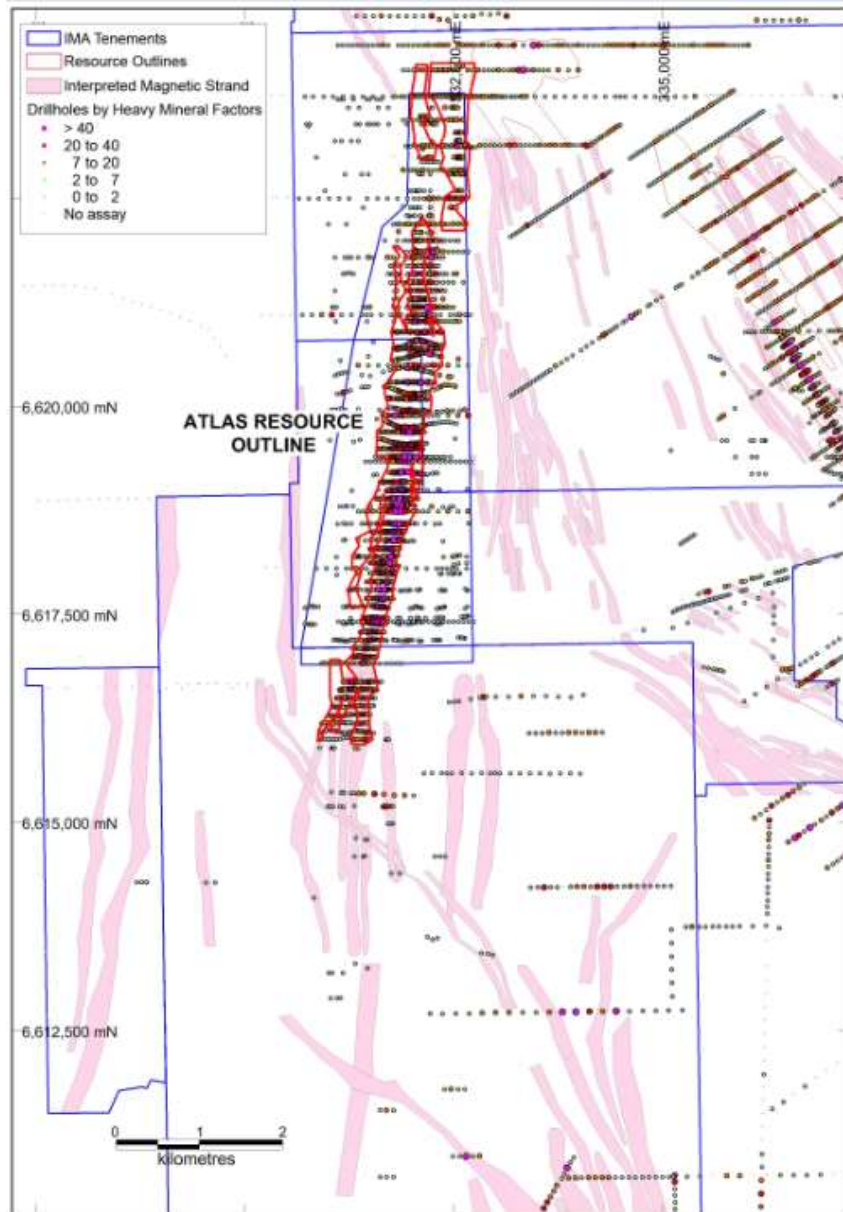 IMA Tenements
Resource Outlines
Interpreted Magnetic Strand
Drillholes by Heavy Mineral Factors
> 40
20 to 40
7 to 20
2 to 7
0 to 2
No assay
335,000 mE
6,620,000 mN
ATLAS RESOURCE
OUTLINE
6,617,500 mN
6,615,000 mN
6,612,500 mN
0 1 2
kilometres